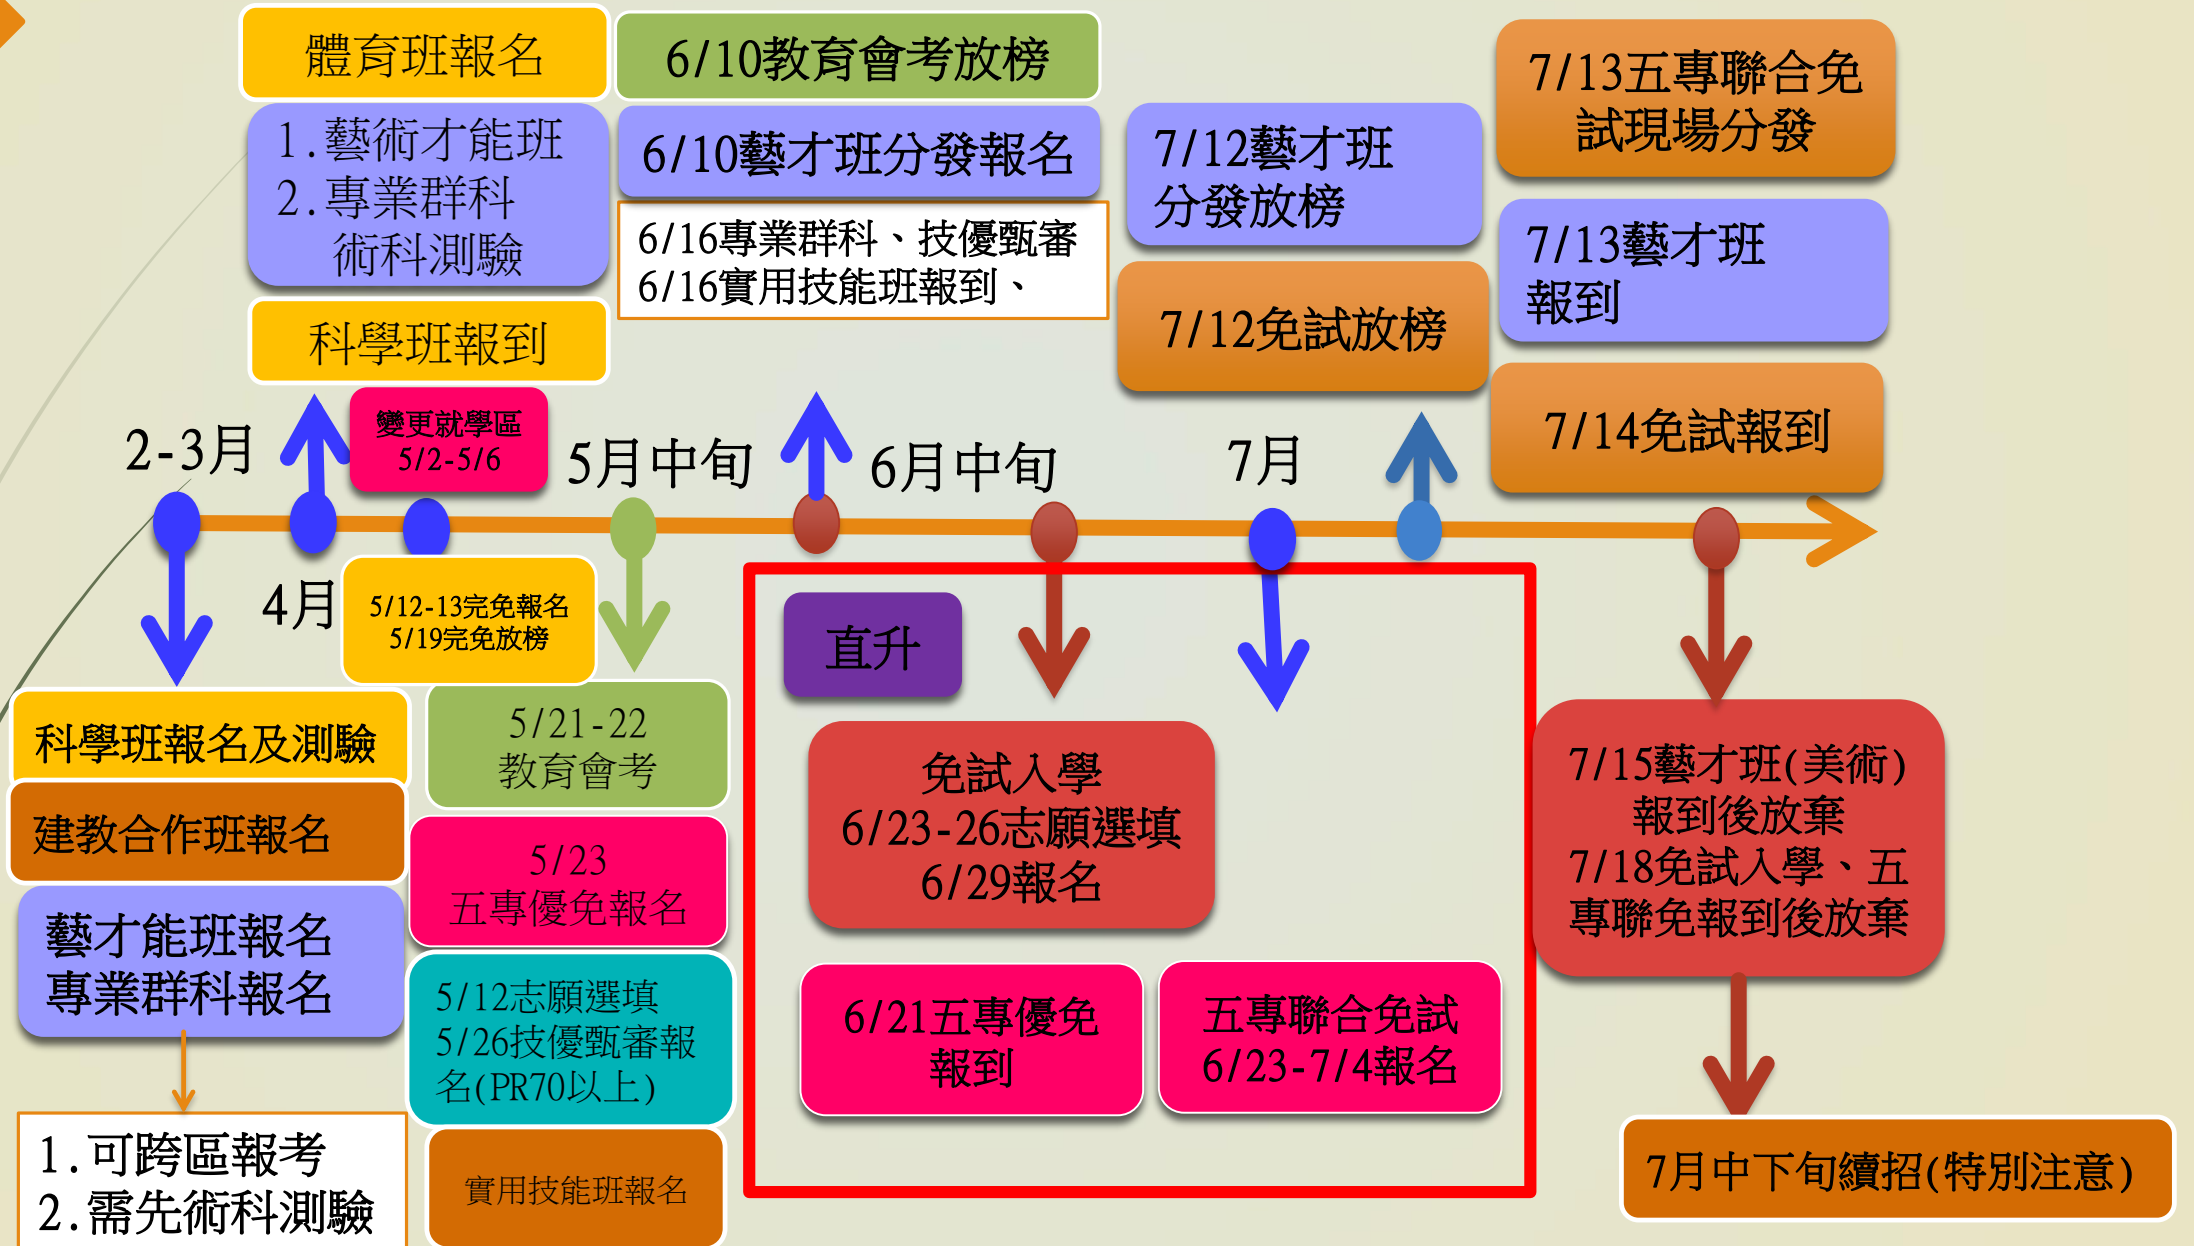 體育班報名
1.藝術才能班
2.專業群科
術科測驗
科學班報到
6/10教育會考放榜
6/10藝才班分發報名
6/16專業群科、技優甄審
6/16實用技能班報到、
7/12藝才班
分發放榜
7/12免試放榜
7/13五專聯合免
試現場分發
7/13藝才班
報到
7/14免試報到
2-3月
變更就學區
5/2-5/6
5月中旬
6月中旬
7月
4月
5/12-13完免報名
5/19完免放榜
科學班報名及測驗
建教合作班報名
藝才能班報名
專業群科報名
1.可跨區報考
2.需先術科測驗
5/21-22
教育會考
5/23
五專優免報名
5/12志願選填
5/26技優甄審報
名(PR70以上)
實用技能班報名
直升
免試入學
6/23-26志願選填
6/29報名
6/21五專優免
報到
五專聯合免試
6/23-7/4報名
7/15藝才班(美術)
報到後放棄
7/18免試入學、五
專聯免報到後放棄
7月中下旬續招(特別注意)